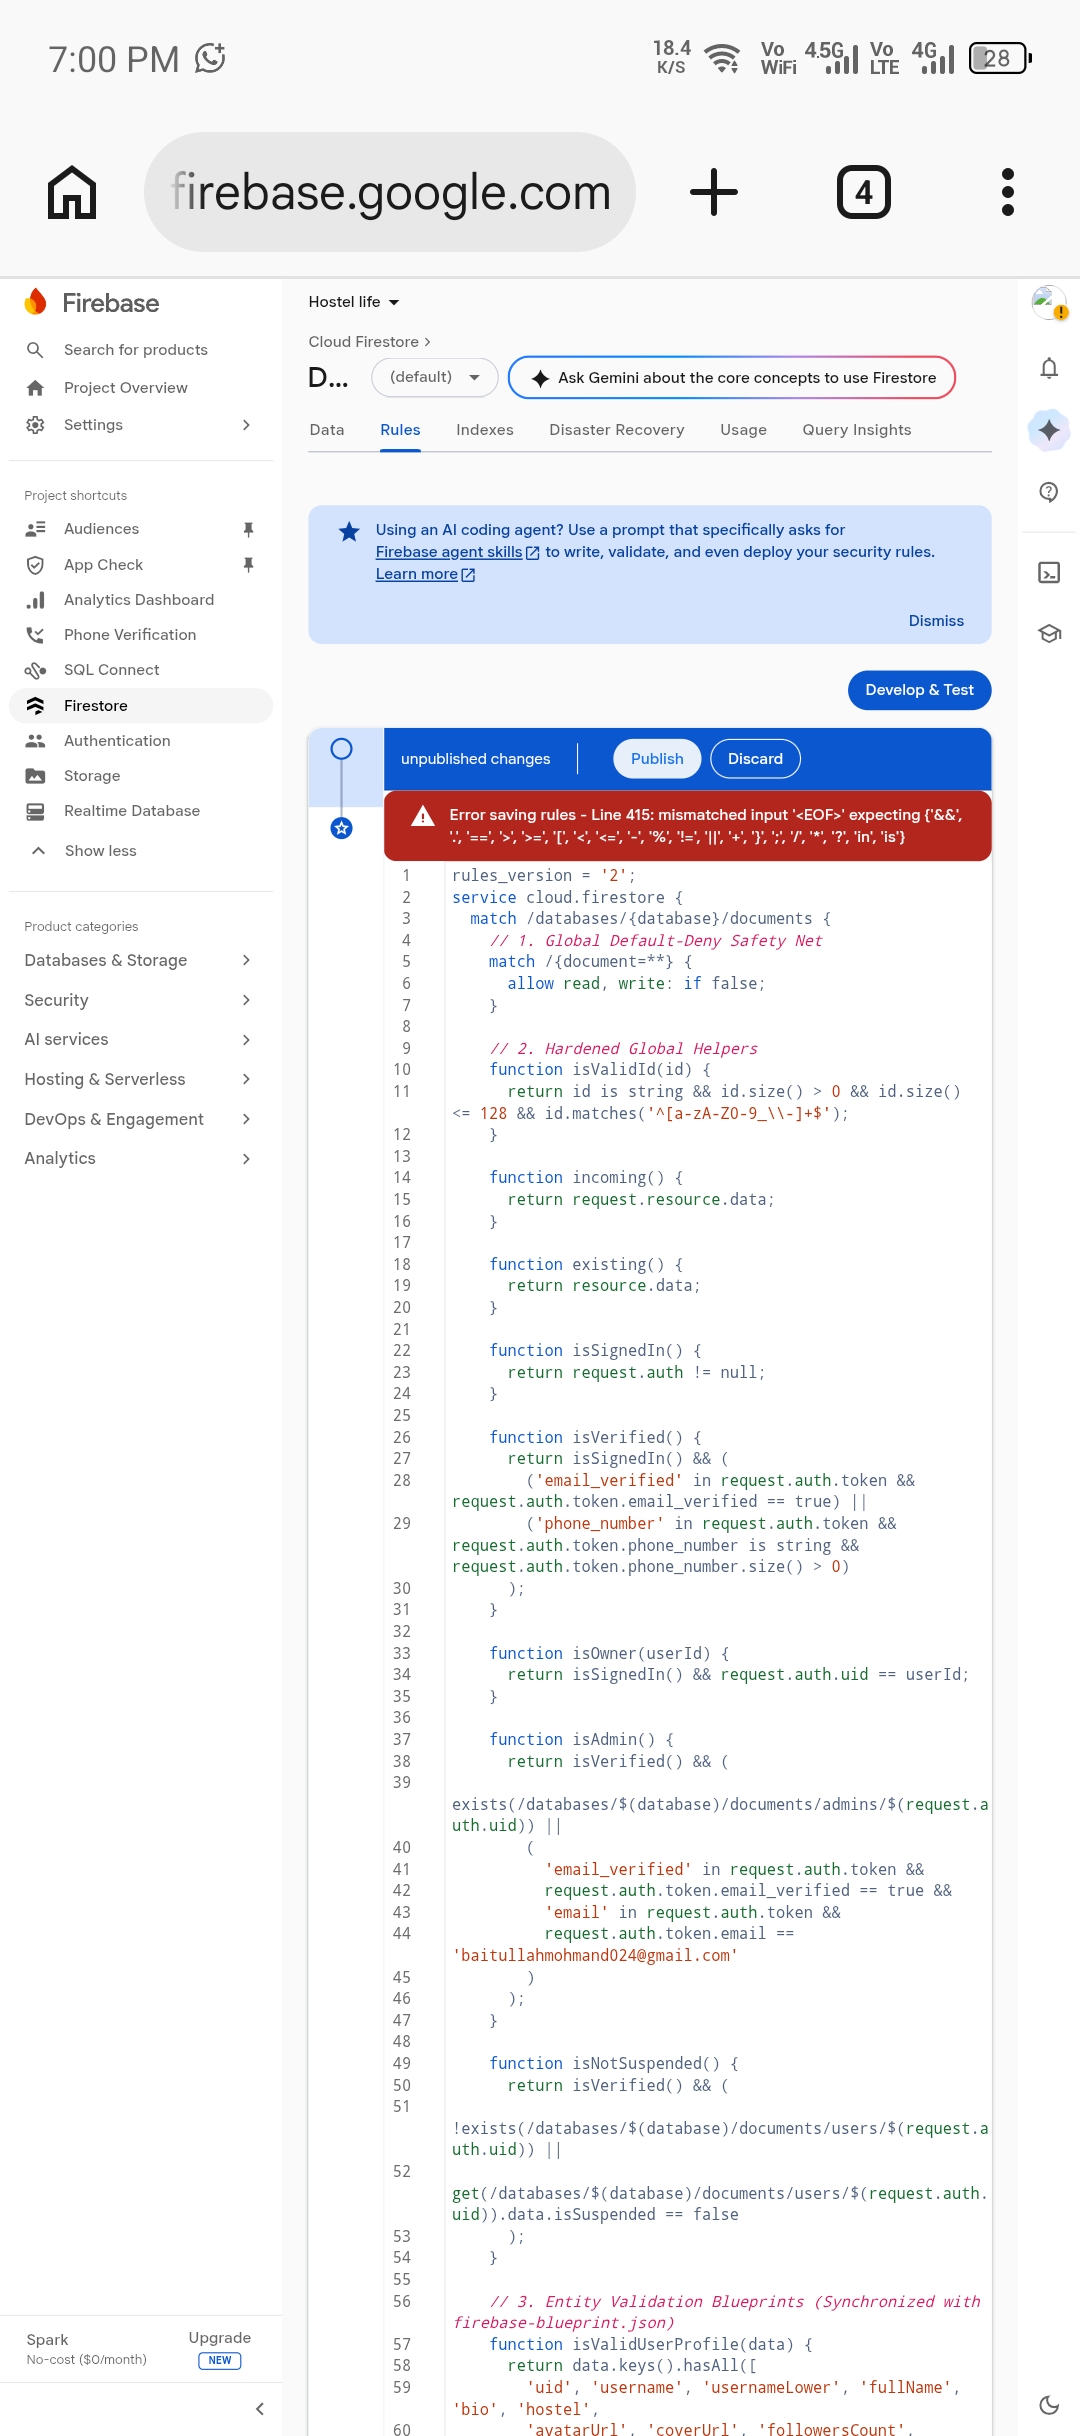 7:00 PM
18.4 K/S Vo WiFi 4.5G Vo LTE 4G 28
firebase.google.com
4
Firebase
Search for products
Project Overview
Settings
Project shortcuts
Audiences
App Check
Analytics Dashboard
Phone Verification
SQL Connect
Firestore
Authentication
Storage
Realtime Database
Show less
Product categories
Databases & Storage
Security
AI services
Hosting & Serverless
DevOps & Engagement
Analytics
Spark
No-cost ($0/month)
Upgrade
NEW
Hostel life
Cloud Firestore
D...
(default)
Ask Gemini about the core concepts to use Firestore
Data Rules Indexes Disaster Recovery Usage Query Insights
Using an AI coding agent? Use a prompt that specifically asks for
Firebase agent skills to write, validate, and even deploy your security rules.
Learn more
Dismiss
Develop & Test
unpublished changes
Publish
Discard
Error saving rules - Line 415: mismatched input '<EOF>' expecting {'&&',
'.', '==', '>', '>=', '[', '<', '<=', '-', '%', '!=', '||', '+', '}', ';', '/', '*', '?', 'in', 'is'}
1 rules_version = '2';
2 service cloud.firestore {
3 match /databases/{database}/documents {
4 // 1. Global Default-Deny Safety Net
5 match /{document=**} {
6 allow read, write: if false;
7 }
8
9 // 2. Hardened Global Helpers
10 function isValidId(id) {
11 return id is string && id.size() > 0 && id.size()
<= 128 && id.matches('^[a-zA-Z0-9_\\-]+$');
12 }
13
14 function incoming() {
15 return request.resource.data;
16 }
17
18 function existing() {
19 return resource.data;
20 }
21
22 function isSignedIn() {
23 return request.auth != null;
24 }
25
26 function isVerified() {
27 return isSignedIn() && (
28 ('email_verified' in request.auth.token &&
request.auth.token.email_verified == true) ||
29 ('phone_number' in request.auth.token &&
request.auth.token.phone_number is string &&
request.auth.token.phone_number.size() > 0)
30 );
31 }
32
33 function isOwner(userId) {
34 return isSignedIn() && request.auth.uid == userId;
35 }
36
37 function isAdmin() {
38 return isVerified() && (
39
exists(/databases/$(database)/documents/admins/$(request.a
uth.uid)) ||
40 (
41 'email_verified' in request.auth.token &&
42 request.auth.token.email_verified == true &&
43 'email' in request.auth.token &&
44 request.auth.token.email ==
'baitullahmohmand024@gmail.com'
45 )
46 );
47 }
48
49 function isNotSuspended() {
50 return isVerified() && (
51
!exists(/databases/$(database)/documents/users/$(request.a
uth.uid)) ||
52
get(/databases/$(database)/documents/users/$(request.auth.
uid)).data.isSuspended == false
53 );
54 }
55
56 // 3. Entity Validation Blueprints (Synchronized with
firebase-blueprint.json)
57 function isValidUserProfile(data) {
58 return data.keys().hasAll([
59 'uid', 'username', 'usernameLower', 'fullName',
'bio', 'hostel',
60 'avatarUrl', 'coverUrl', 'followersCount',